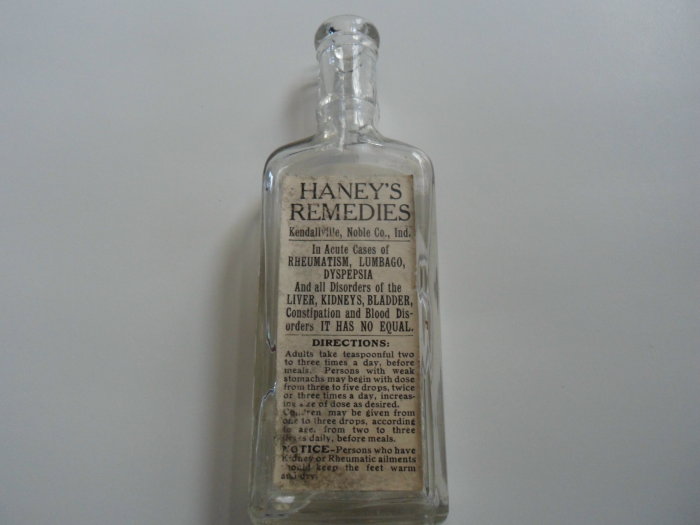 HANEY'S
REMEDIES
Kendallville, Noble Co., Ind.
In Acute Cases of
RHEUMATISM, LUMBAGO,
DYSPEPSIA
And all Disorders of the
LIVER, KIDNEYS, BLADDER,
Constipation and Blood Dis-
orders IT HAS NO EQUAL.
DIRECTIONS:
Adults take teaspoonful two
to three times a day, before
meals. Persons with weak
stomachs may begin with dose
from three to five drops, twice
or three times a day, increas-
ing size of dose as desired.
Children may be given from
one to three drops, according
to age, from two to three
times daily, before meals.
NOTICE-Persons who have
Kidney or Rheumatic ailments
should keep the feet warm
and dry.